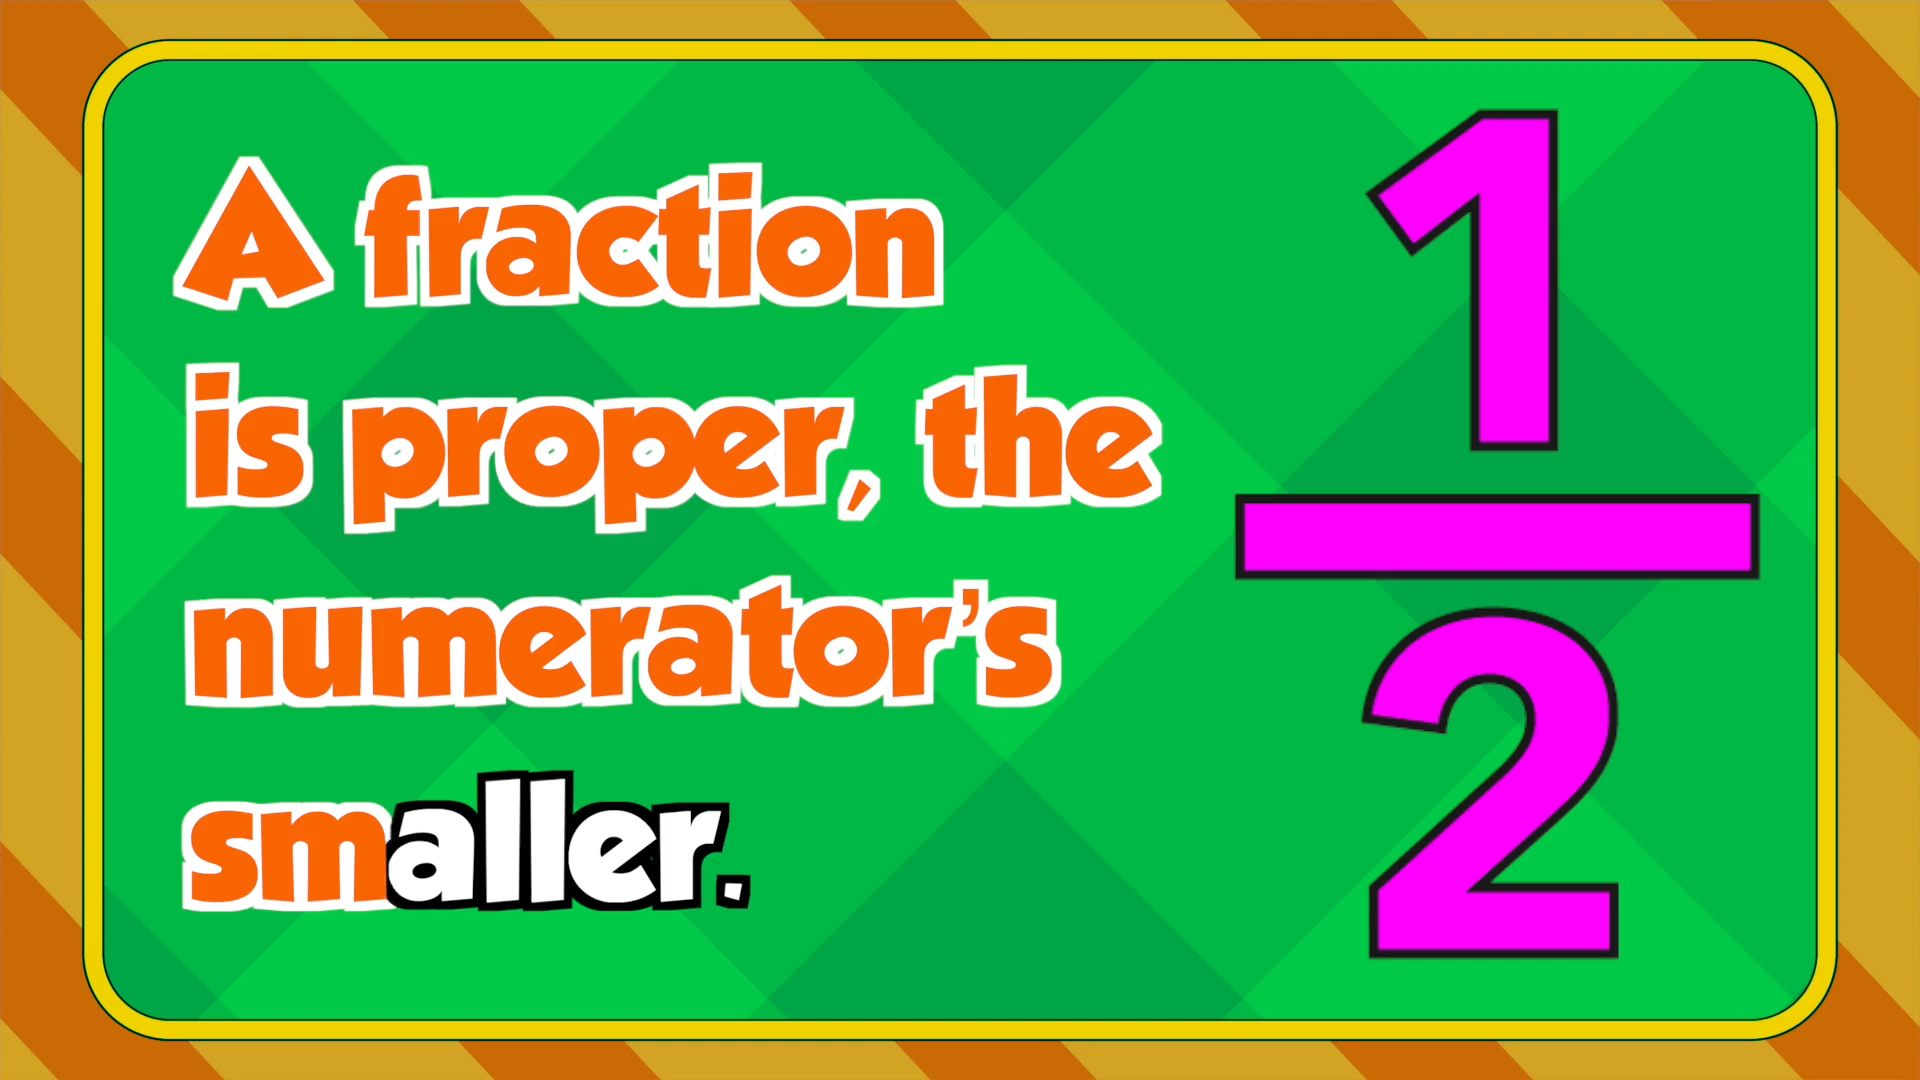 A fraction
is proper, the
numerator’s
smaller.
1
2